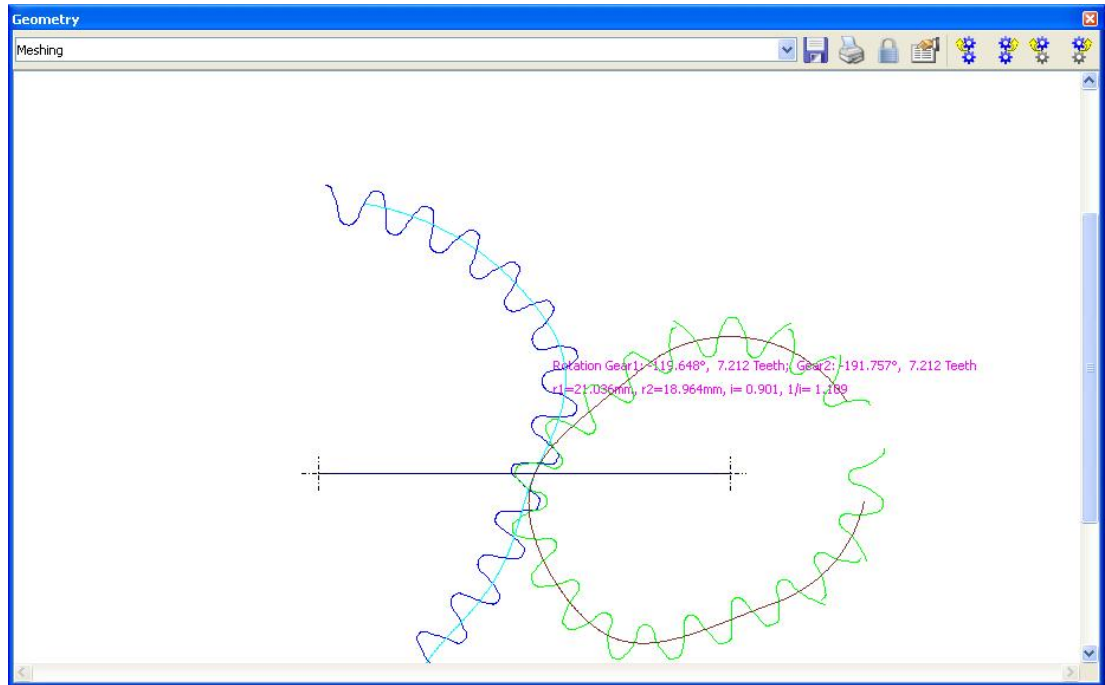 Geometry
Meshing
Rotation Gear1: -119.648°, 7.212 Teeth; Gear2: -191.757°, 7.212 Teeth
r1=21.036mm, r2=18.964mm, i= 0.901, 1/i= 1.109